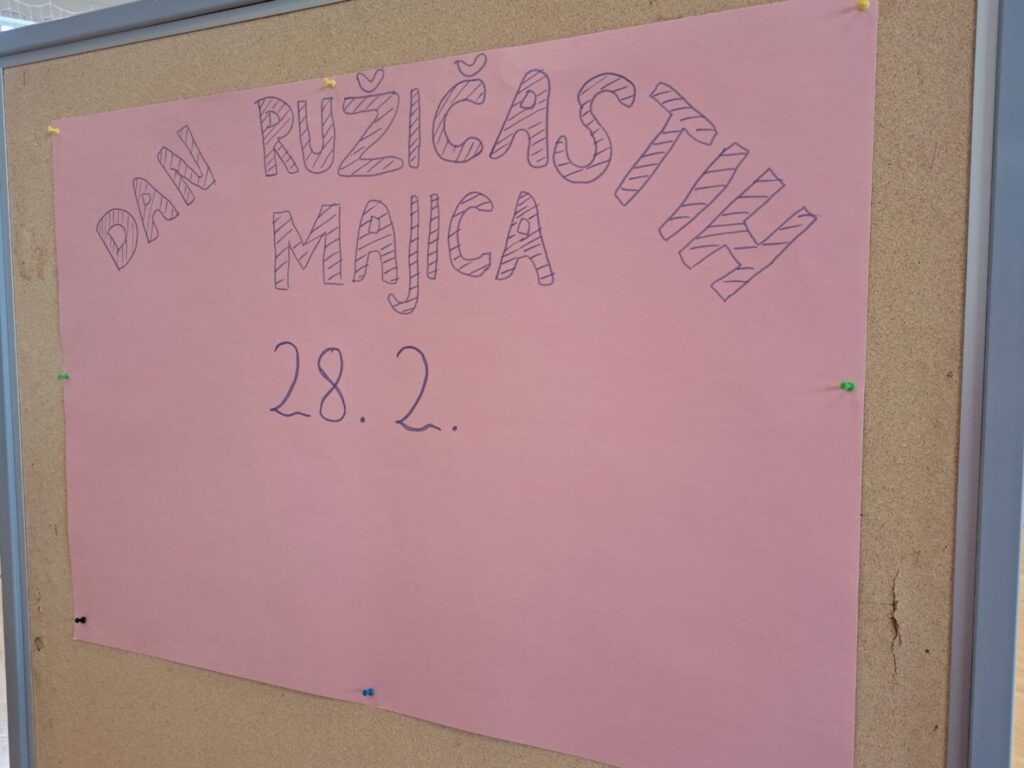 DAN RUŽIČASTIH
MAJICA
28. 2.